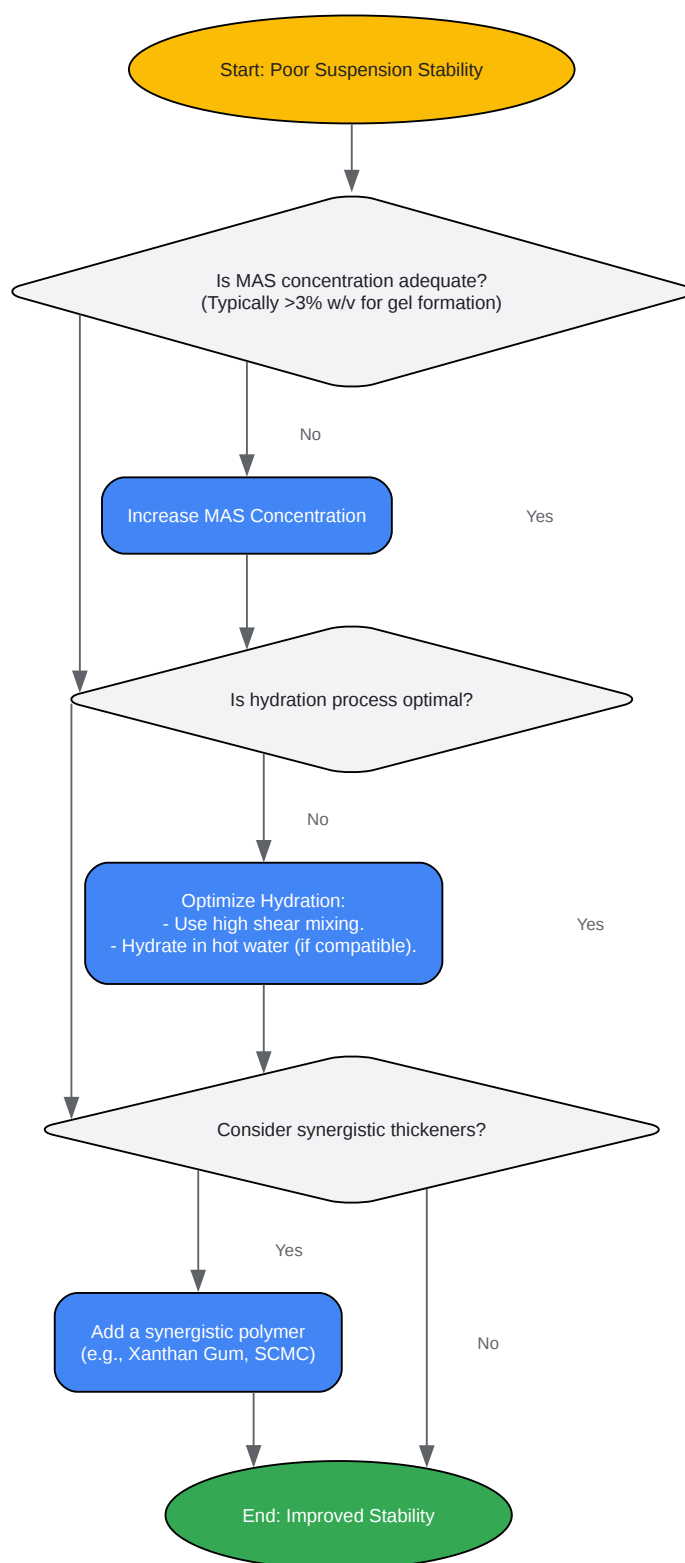 Start: Poor Suspension Stability
Is MAS concentration adequate?
(Typically >3% w/v for gel formation)
No
Increase MAS Concentration
Yes
Is hydration process optimal?
No
Optimize Hydration:
- Use high shear mixing.
- Hydrate in hot water (if compatible).
Yes
Consider synergistic thickeners?
Yes
Add a synergistic polymer
(e.g., Xanthan Gum, SCMC)
No
End: Improved Stability